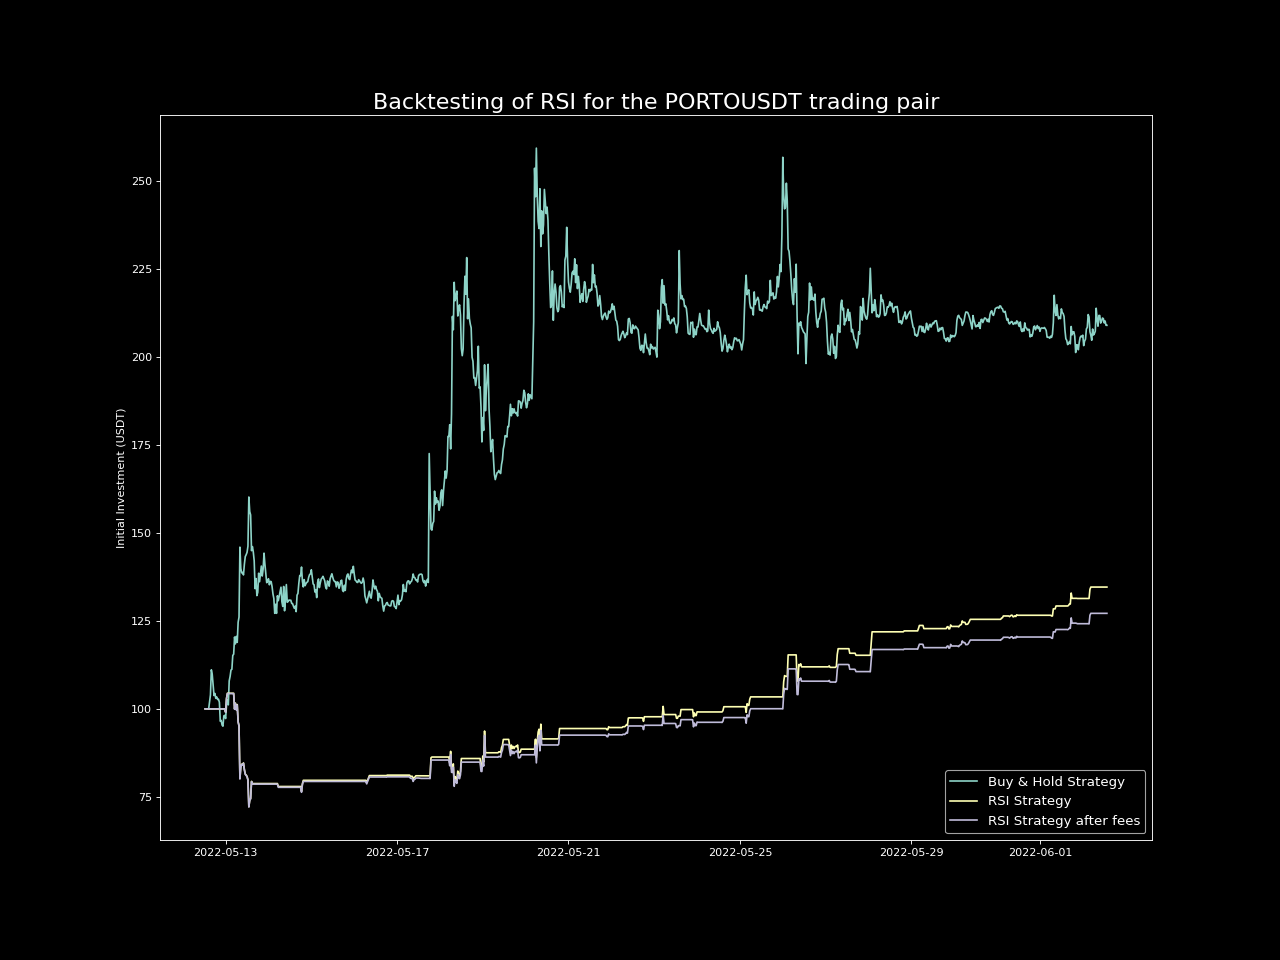 Backtesting of RSI for the PORTOUSDT trading pair
250
225
200
175
150
125
100
75
Initial Investment (USDT)
2022-05-13
2022-05-17
2022-05-21
2022-05-25
2022-05-29
2022-06-01
Buy & Hold Strategy
RSI Strategy
RSI Strategy after fees